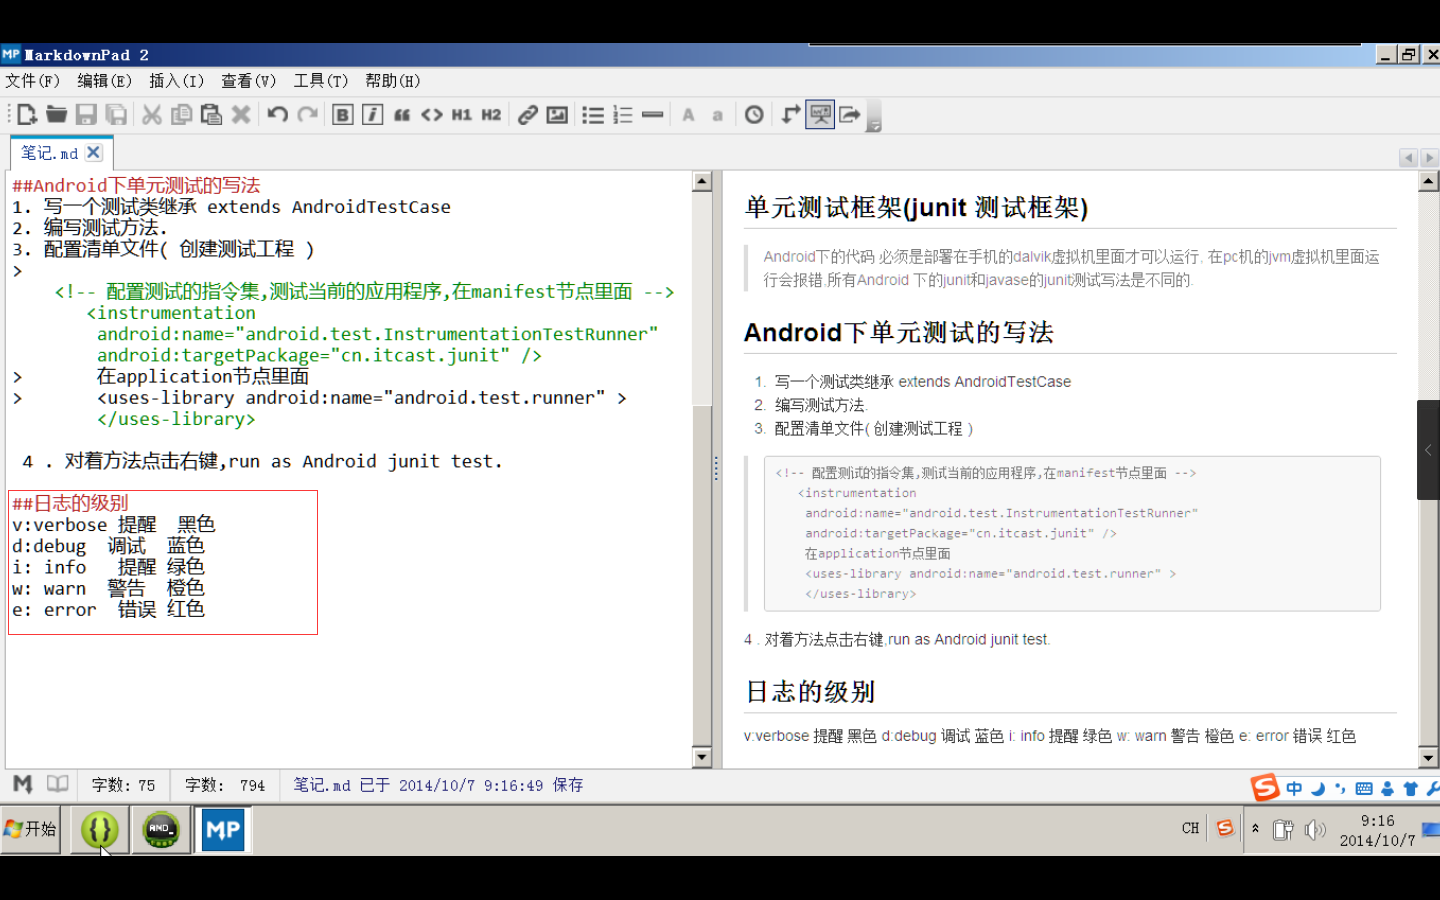 MarkdownPad 2
文件(F) 编辑(E) 插入(I) 查看(V) 工具(T) 帮助(H)
B i H1 H2 A a
笔记.md
##Android下单元测试的写法
1. 写一个测试类继承 extends AndroidTestCase
2. 编写测试方法.
3. 配置清单文件( 创建测试工程 )
>
<!-- 配置测试的指令集,测试当前的应用程序,在manifest节点里面 -->
<instrumentation
android:name="android.test.InstrumentationTestRunner"
android:targetPackage="cn.itcast.junit" />
> 在application节点里面
> <uses-library android:name="android.test.runner" >
</uses-library>
4 . 对着方法点击右键,run as Android junit test.
##日志的级别
v:verbose 提醒 黑色
d:debug 调试 蓝色
i: info 提醒 绿色
w: warn 警告 橙色
e: error 错误 红色
单元测试框架(junit 测试框架)
Android下的代码 必须是部署在手机的dalvik虚拟机里面才可以运行, 在pc机的jvm虚拟机里面运
行会报错.所有Android 下的junit和javase的junit测试写法是不同的.
Android下单元测试的写法
1. 写一个测试类继承 extends AndroidTestCase
2. 编写测试方法.
3. 配置清单文件( 创建测试工程 )
<!-- 配置测试的指令集,测试当前的应用程序,在manifest节点里面 -->
<instrumentation
android:name="android.test.InstrumentationTestRunner"
android:targetPackage="cn.itcast.junit" />
在application节点里面
<uses-library android:name="android.test.runner" >
</uses-library>
4 . 对着方法点击右键,run as Android junit test.
日志的级别
v:verbose 提醒 黑色 d:debug 调试 蓝色 i: info 提醒 绿色 w: warn 警告 橙色 e: error 错误 红色
字数: 75 字数: 794 笔记.md 已于 2014/10/7 9:16:49 保存
中
开始 AND_ MP CH 9:16
2014/10/7